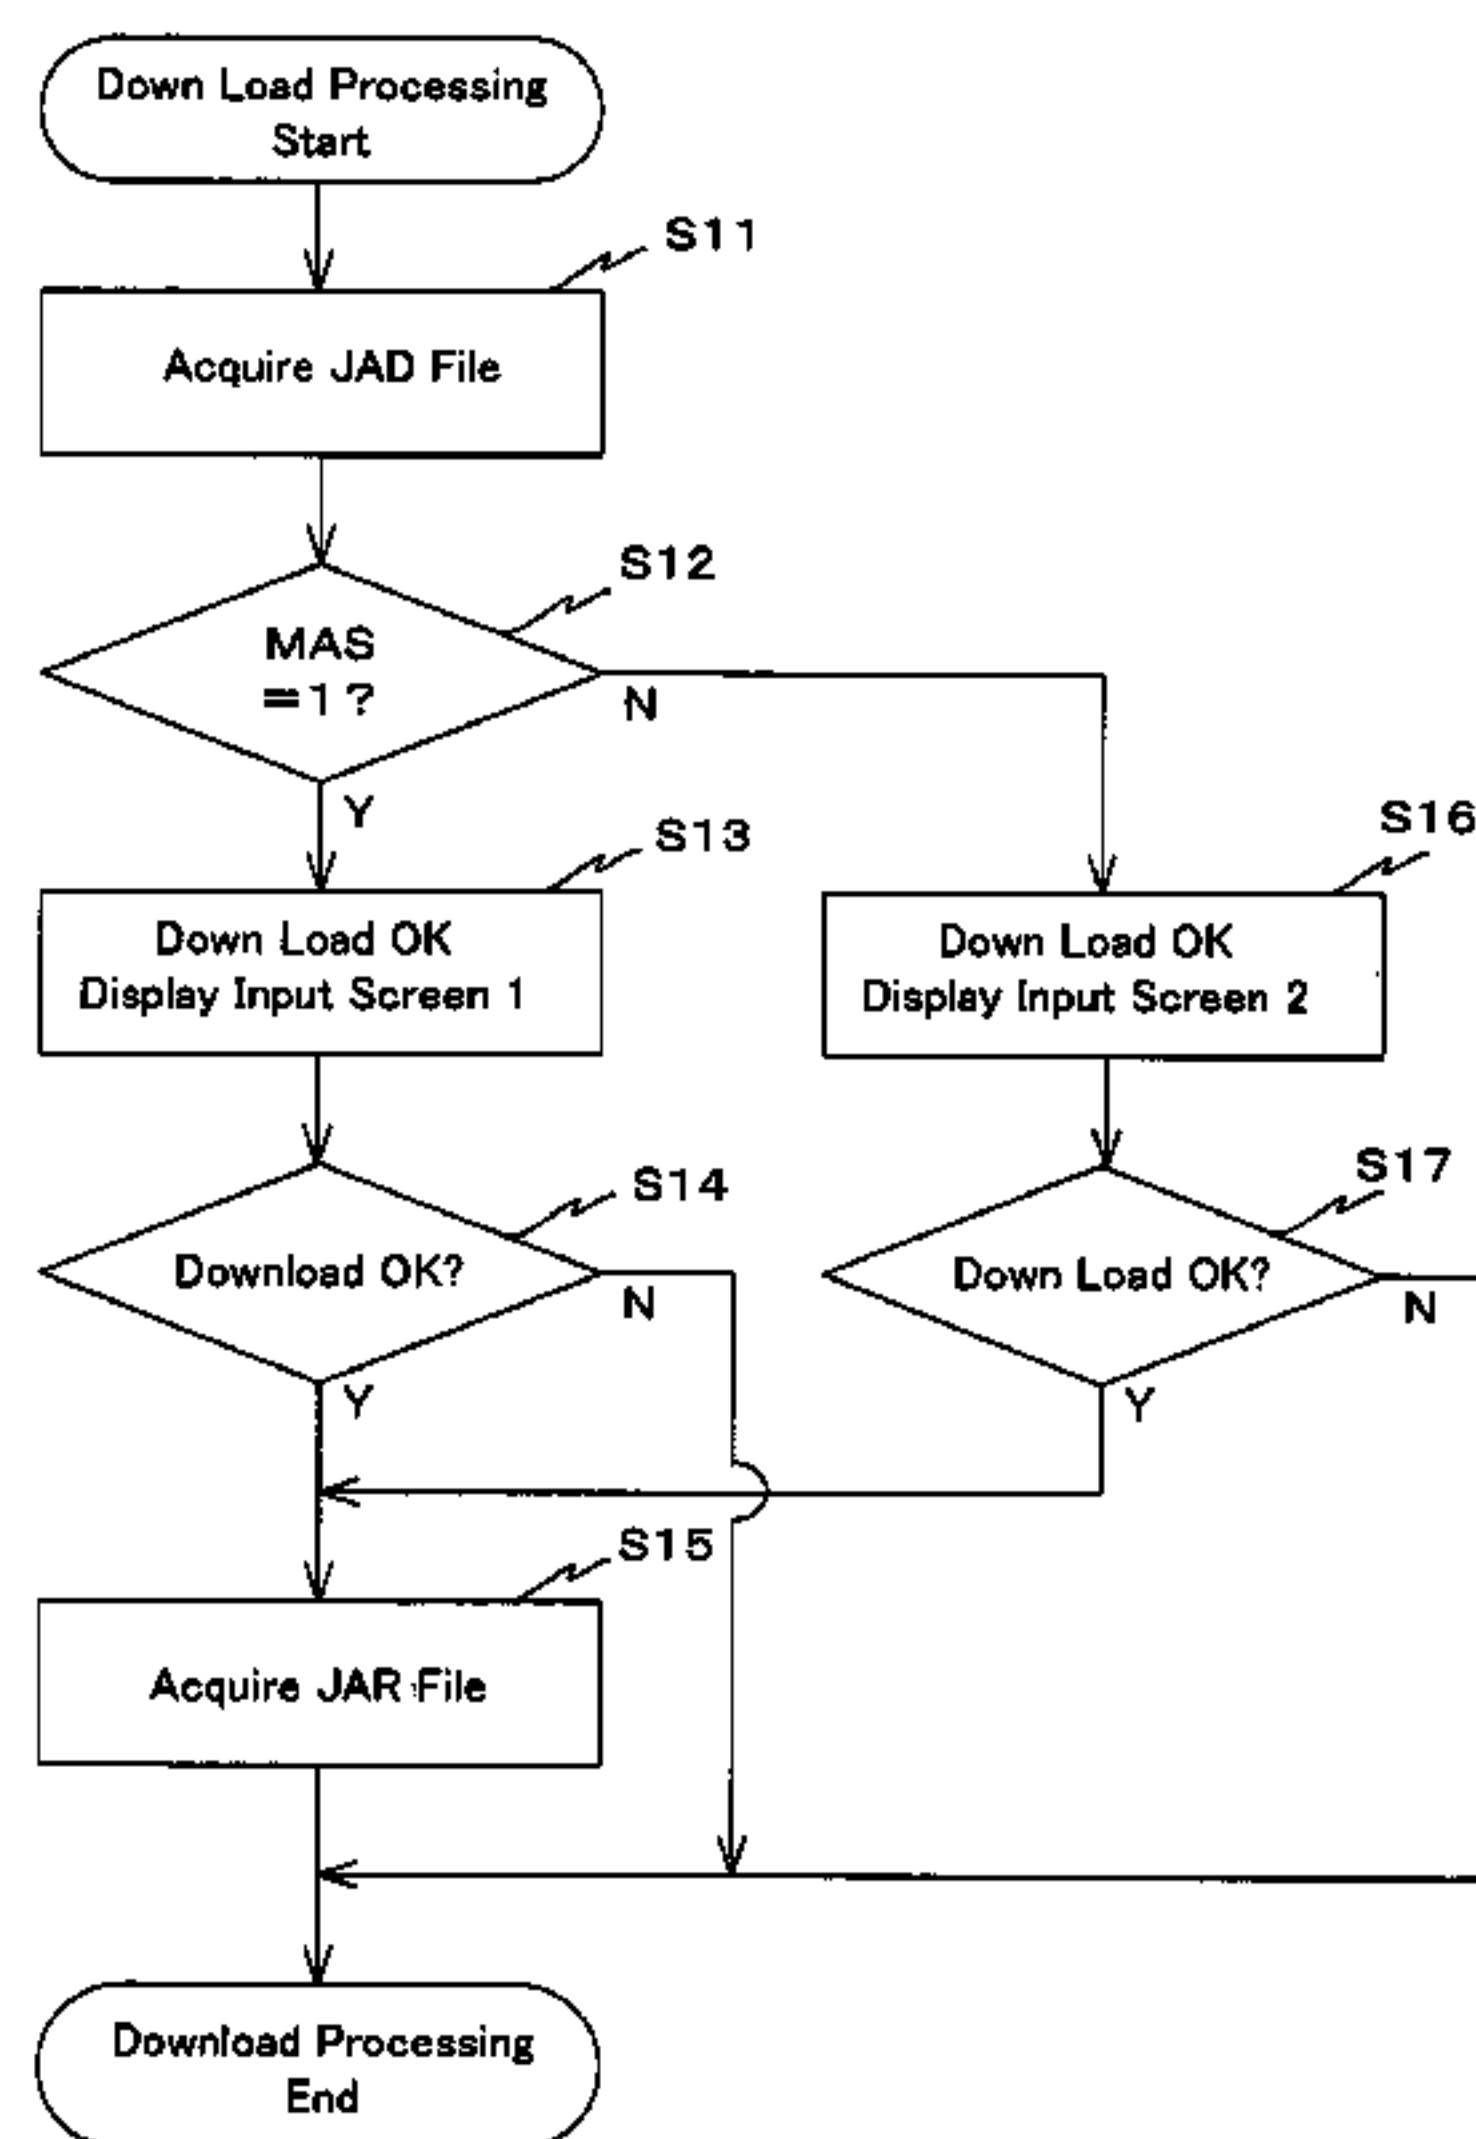 Down Load Processing
Start
S11
Acquire JAD File
S12
MAS
=1?
N
Y
S13
Down Load OK
Display Input Screen 1
S16
Down Load OK
Display Input Screen 2
S14
Download OK?
N
Y
S17
Down Load OK?
N
Y
S15
Acquire JAR File
Download Processing
End